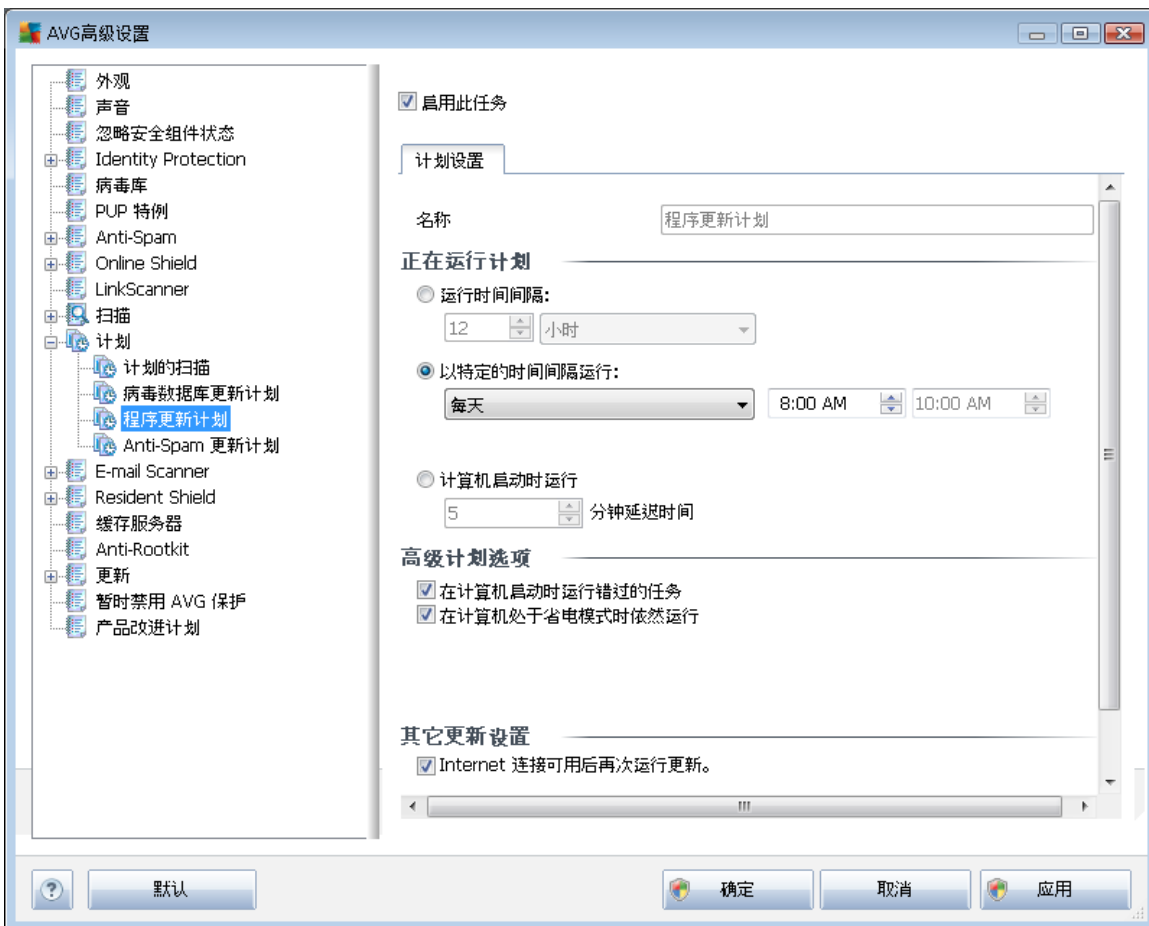 AVG高级设置
外观
声音
忽略安全组件状态
Identity Protection
病毒库
PUP 特例
Anti-Spam
Online Shield
LinkScanner
扫描
计划
计划的扫描
病毒数据库更新计划
程序更新计划
Anti-Spam 更新计划
E-mail Scanner
Resident Shield
缓存服务器
Anti-Rootkit
更新
暂时禁用 AVG 保护
产品改进计划
启用此任务
计划设置
名称 程序更新计划
正在运行计划
运行时间间隔:
12 小时
以特定的时间间隔运行:
每天 8:00 AM 10:00 AM
计算机启动时运行
5 分钟延迟时间
高级计划选项
在计算机启动时运行错过的任务
在计算机处于省电模式时依然运行
其它更新设置
Internet 连接可用后再次运行更新。
? 默认 确定 取消 应用